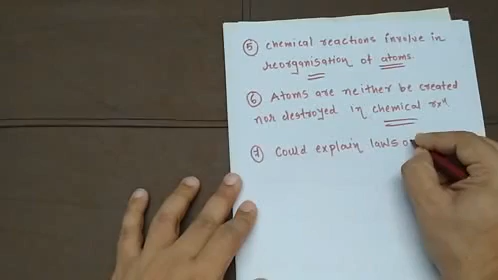 ⑤ chemical reactions involve in
reorganisation of atoms.
⑥ Atoms are neither be created
nor destroyed in chemical rxⁿ.
⑦ Could explain laws o